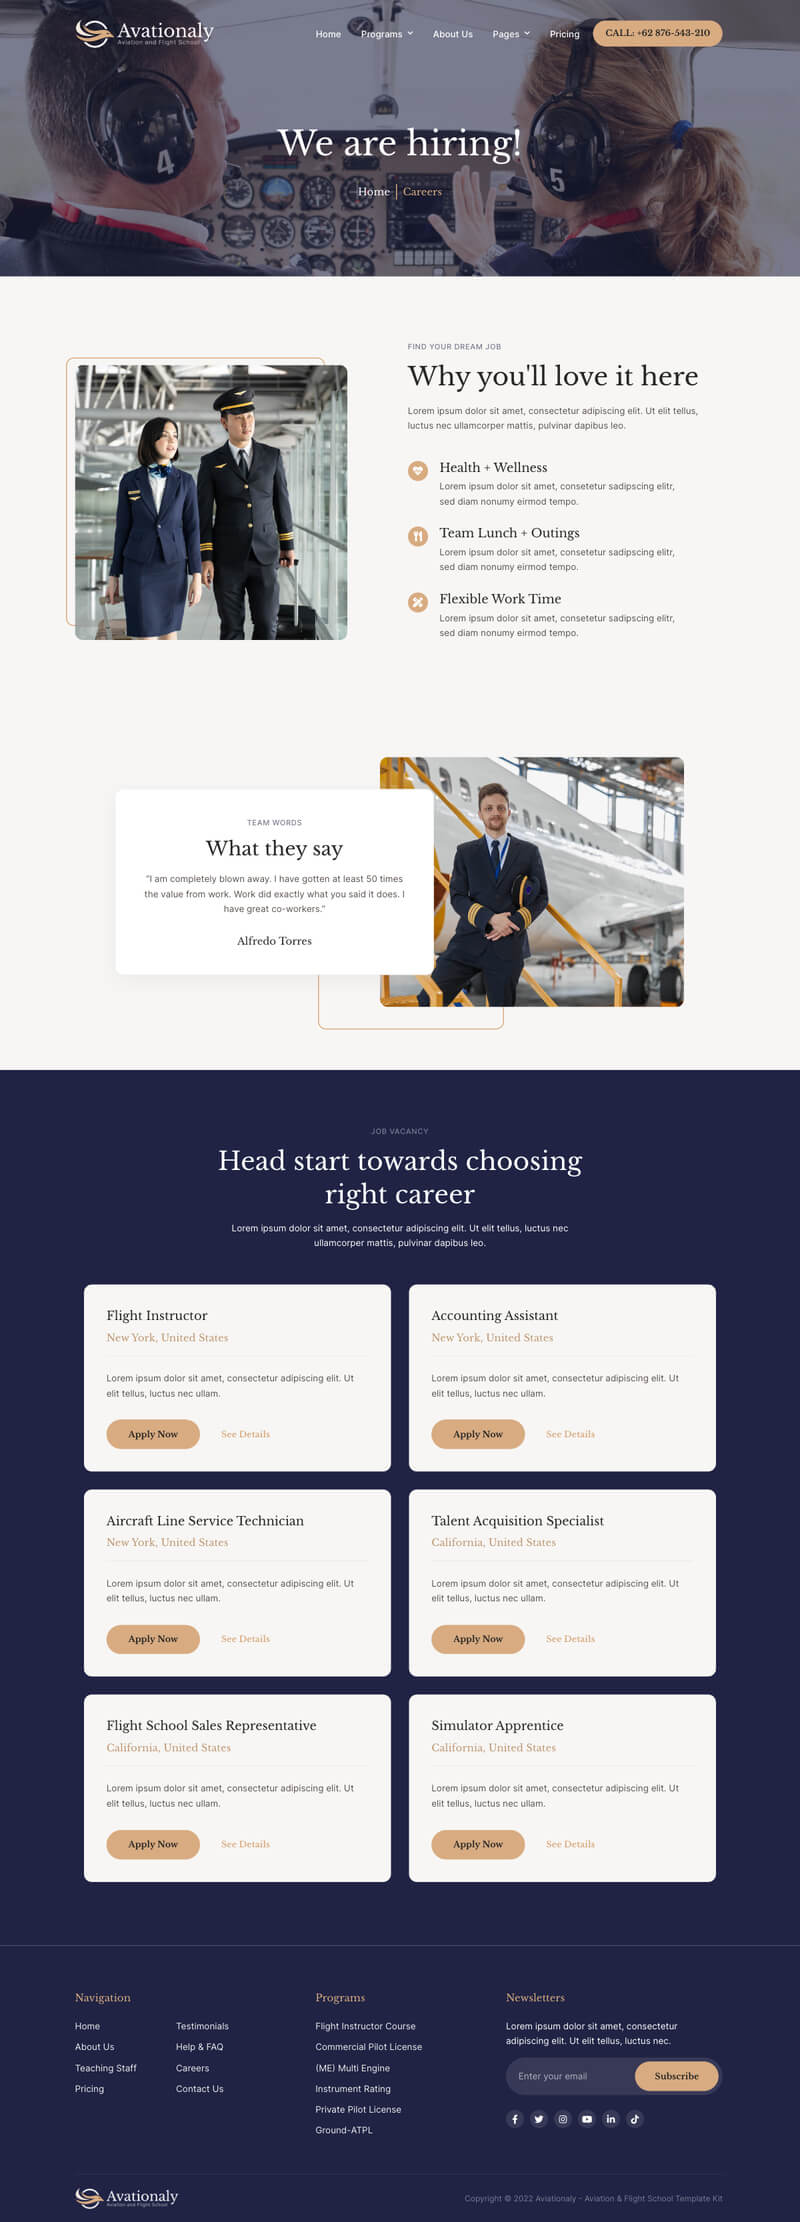 Avationaly
Aviation and Flight School
Home
Programs
About Us
Pages
Pricing
CALL: +62 876-543-210
4
5
We are hiring!
Home
Careers
FIND YOUR DREAM JOB
Why you'll love it here
Lorem ipsum dolor sit amet, consectetur adipiscing elit. Ut elit tellus,
luctus nec ullamcorper mattis, pulvinar dapibus leo.
Health + Wellness
Lorem ipsum dolor sit amet, consetetur sadipscing elitr,
sed diam nonumy eirmod tempo.
Team Lunch + Outings
Lorem ipsum dolor sit amet, consetetur sadipscing elitr,
sed diam nonumy eirmod tempo.
Flexible Work Time
Lorem ipsum dolor sit amet, consetetur sadipscing elitr,
sed diam nonumy eirmod tempo.
TEAM WORDS
What they say
"I am completely blown away. I have gotten at least 50 times
the value from work. Work did exactly what you said it does. I
have great co-workers."
Alfredo Torres
JOB VACANCY
Head start towards choosing
right career
Lorem ipsum dolor sit amet, consectetur adipiscing elit. Ut elit tellus, luctus nec
ullamcorper mattis, pulvinar dapibus leo.
Flight Instructor
New York, United States
Lorem ipsum dolor sit amet, consectetur adipiscing elit. Ut
elit tellus, luctus nec ullam.
Apply Now
See Details
Accounting Assistant
New York, United States
Lorem ipsum dolor sit amet, consectetur adipiscing elit. Ut
elit tellus, luctus nec ullam.
Apply Now
See Details
Aircraft Line Service Technician
New York, United States
Lorem ipsum dolor sit amet, consectetur adipiscing elit. Ut
elit tellus, luctus nec ullam.
Apply Now
See Details
Talent Acquisition Specialist
California, United States
Lorem ipsum dolor sit amet, consectetur adipiscing elit. Ut
elit tellus, luctus nec ullam.
Apply Now
See Details
Flight School Sales Representative
California, United States
Lorem ipsum dolor sit amet, consectetur adipiscing elit. Ut
elit tellus, luctus nec ullam.
Apply Now
See Details
Simulator Apprentice
California, United States
Lorem ipsum dolor sit amet, consectetur adipiscing elit. Ut
elit tellus, luctus nec ullam.
Apply Now
See Details
Navigation
Home
About Us
Teaching Staff
Pricing
Testimonials
Help & FAQ
Careers
Contact Us
Programs
Flight Instructor Course
Commercial Pilot License
(ME) Multi Engine
Instrument Rating
Private Pilot License
Ground-ATPL
Newsletters
Lorem ipsum dolor sit amet, consectetur
adipiscing elit. Ut elit tellus, luctus nec.
Enter your email
Subscribe
Avationaly
Aviation and Flight School
Copyright © 2022 Aviationaly – Aviation & Flight School Template Kit